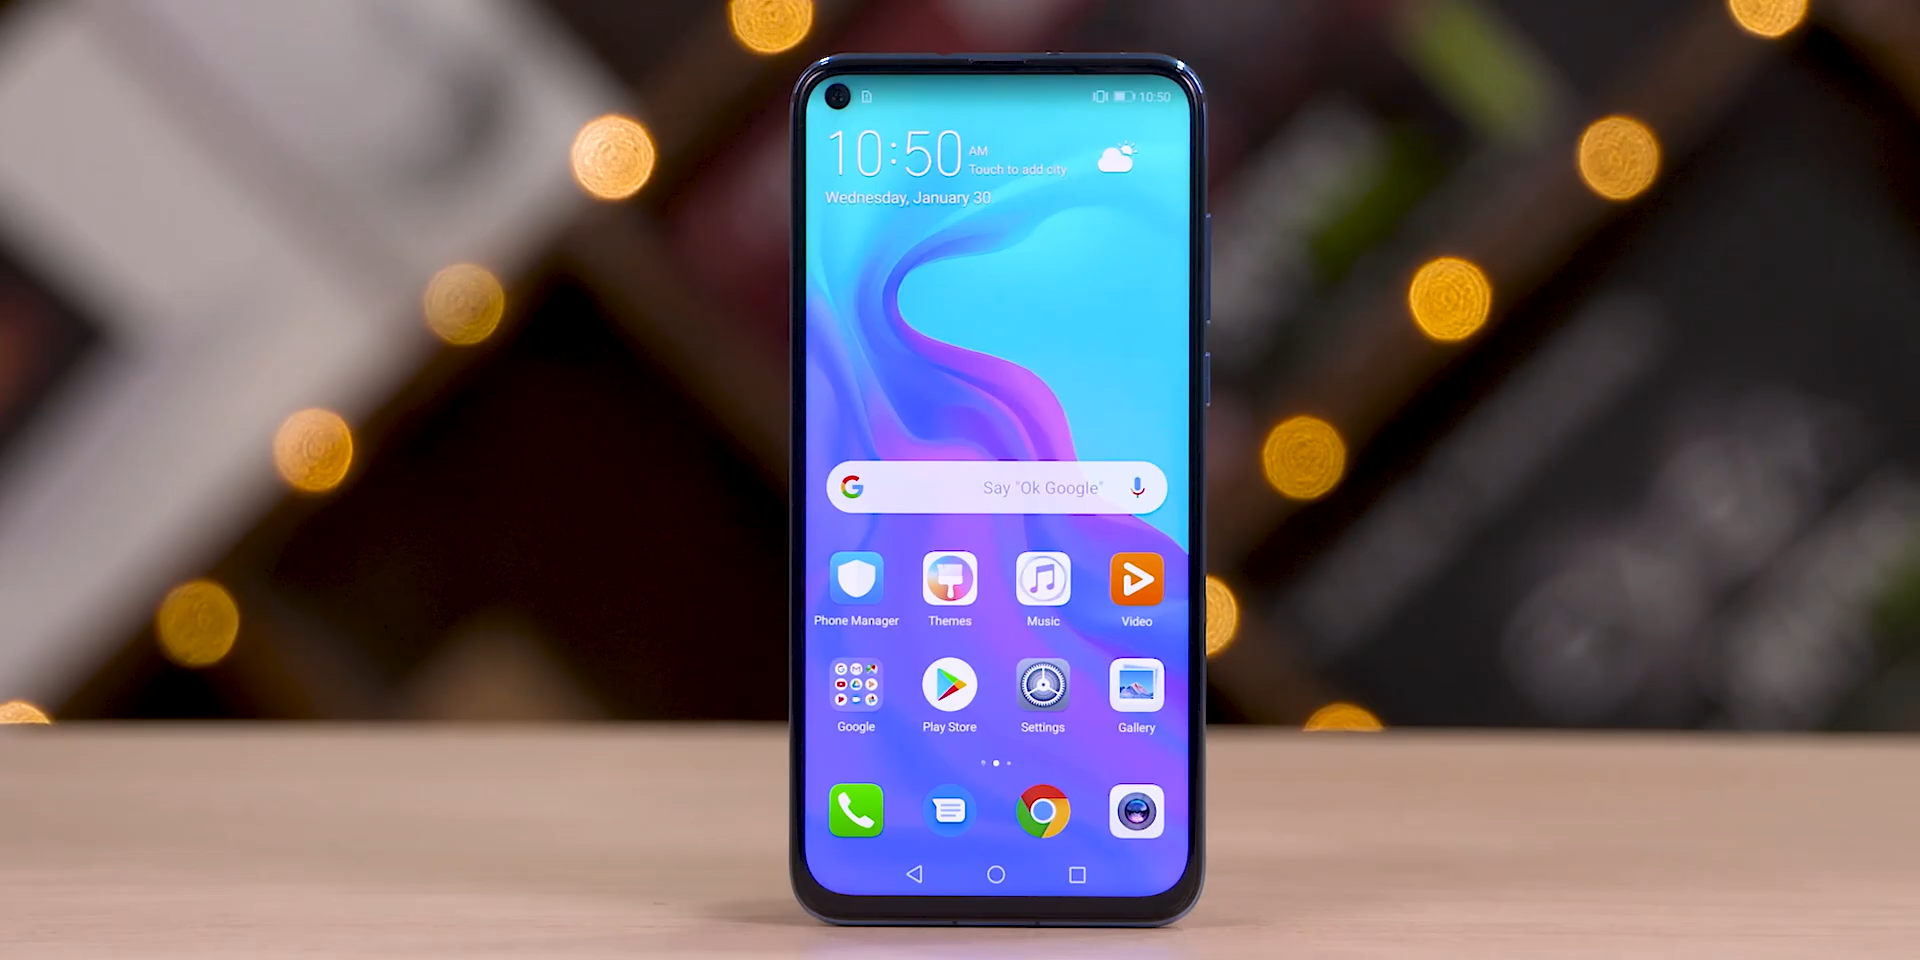 10:50
10:50 AM
Touch to add city
Wednesday, January 30
Say "Ok Google"
Phone Manager
Themes
Music
Video
Google
Play Store
Settings
Gallery